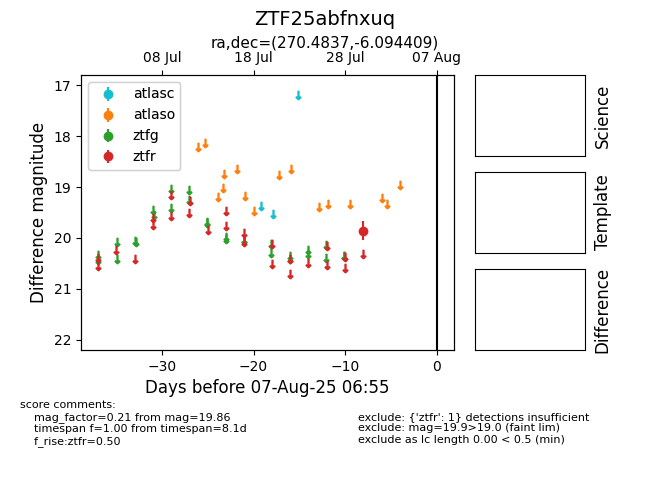 ZTF25abfnxuq
ra,dec=(270.4837,-6.094409)
08 Jul 18 Jul 28 Jul 07 Aug
atlasc
atlaso
ztfg
ztfr
17
18
19
20
21
22
Difference magnitude
−30 −20 −10 0
Days before 07-Aug-25 06:55
Science
Template
Difference
score comments:
mag_factor=0.21 from mag=19.86
timespan f=1.00 from timespan=8.1d
f_rise:ztfr=0.50
exclude: {'ztfr': 1} detections insufficient
exclude: mag=19.9>19.0 (faint lim)
exclude as lc length 0.00 < 0.5 (min)